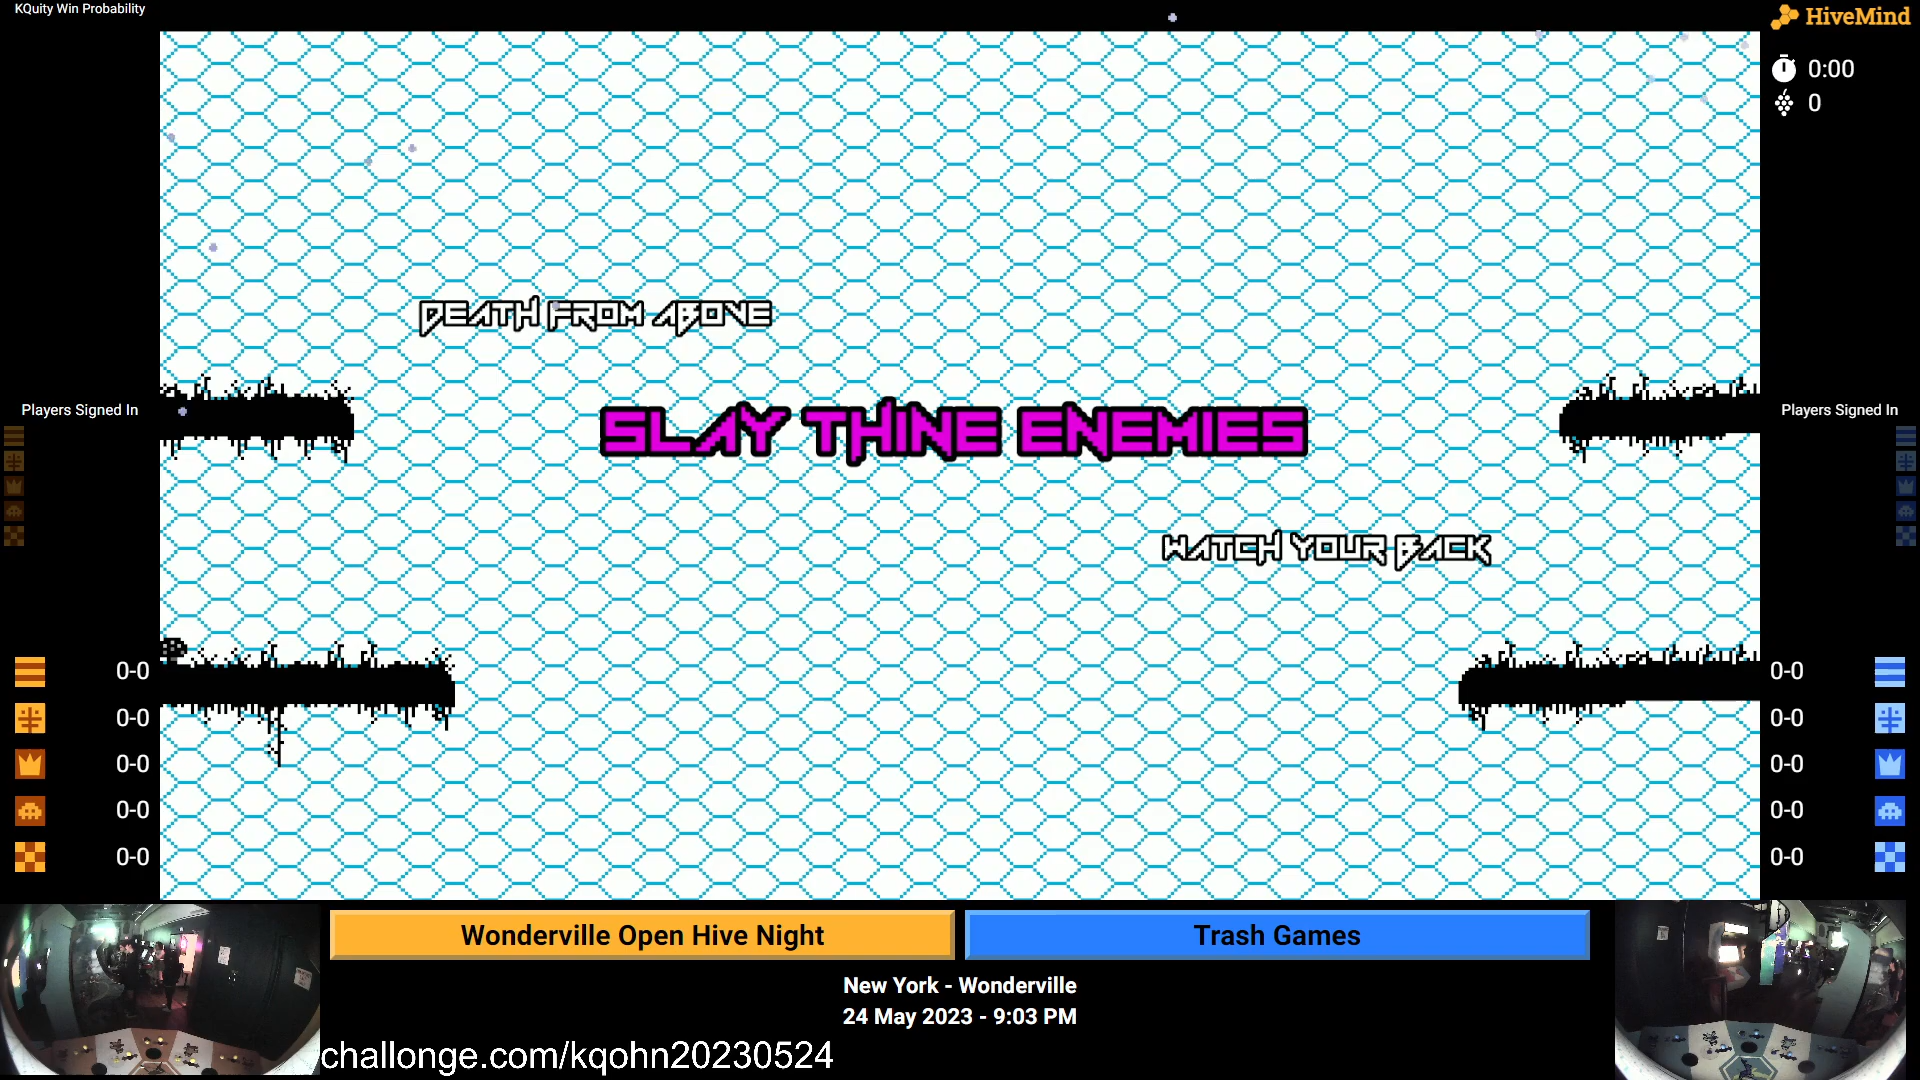 KQuity Win Probability
HiveMind
0:00
0
DEATH FROM ABOVE
SLAY THINE ENEMIES
WATCH YOUR BACK
Players Signed In
Players Signed In
0-0
0-0
0-0
0-0
0-0
0-0
0-0
0-0
0-0
0-0
Wonderville Open Hive Night
Trash Games
New York - Wonderville
24 May 2023 - 9:03 PM
challonge.com/kqohn20230524